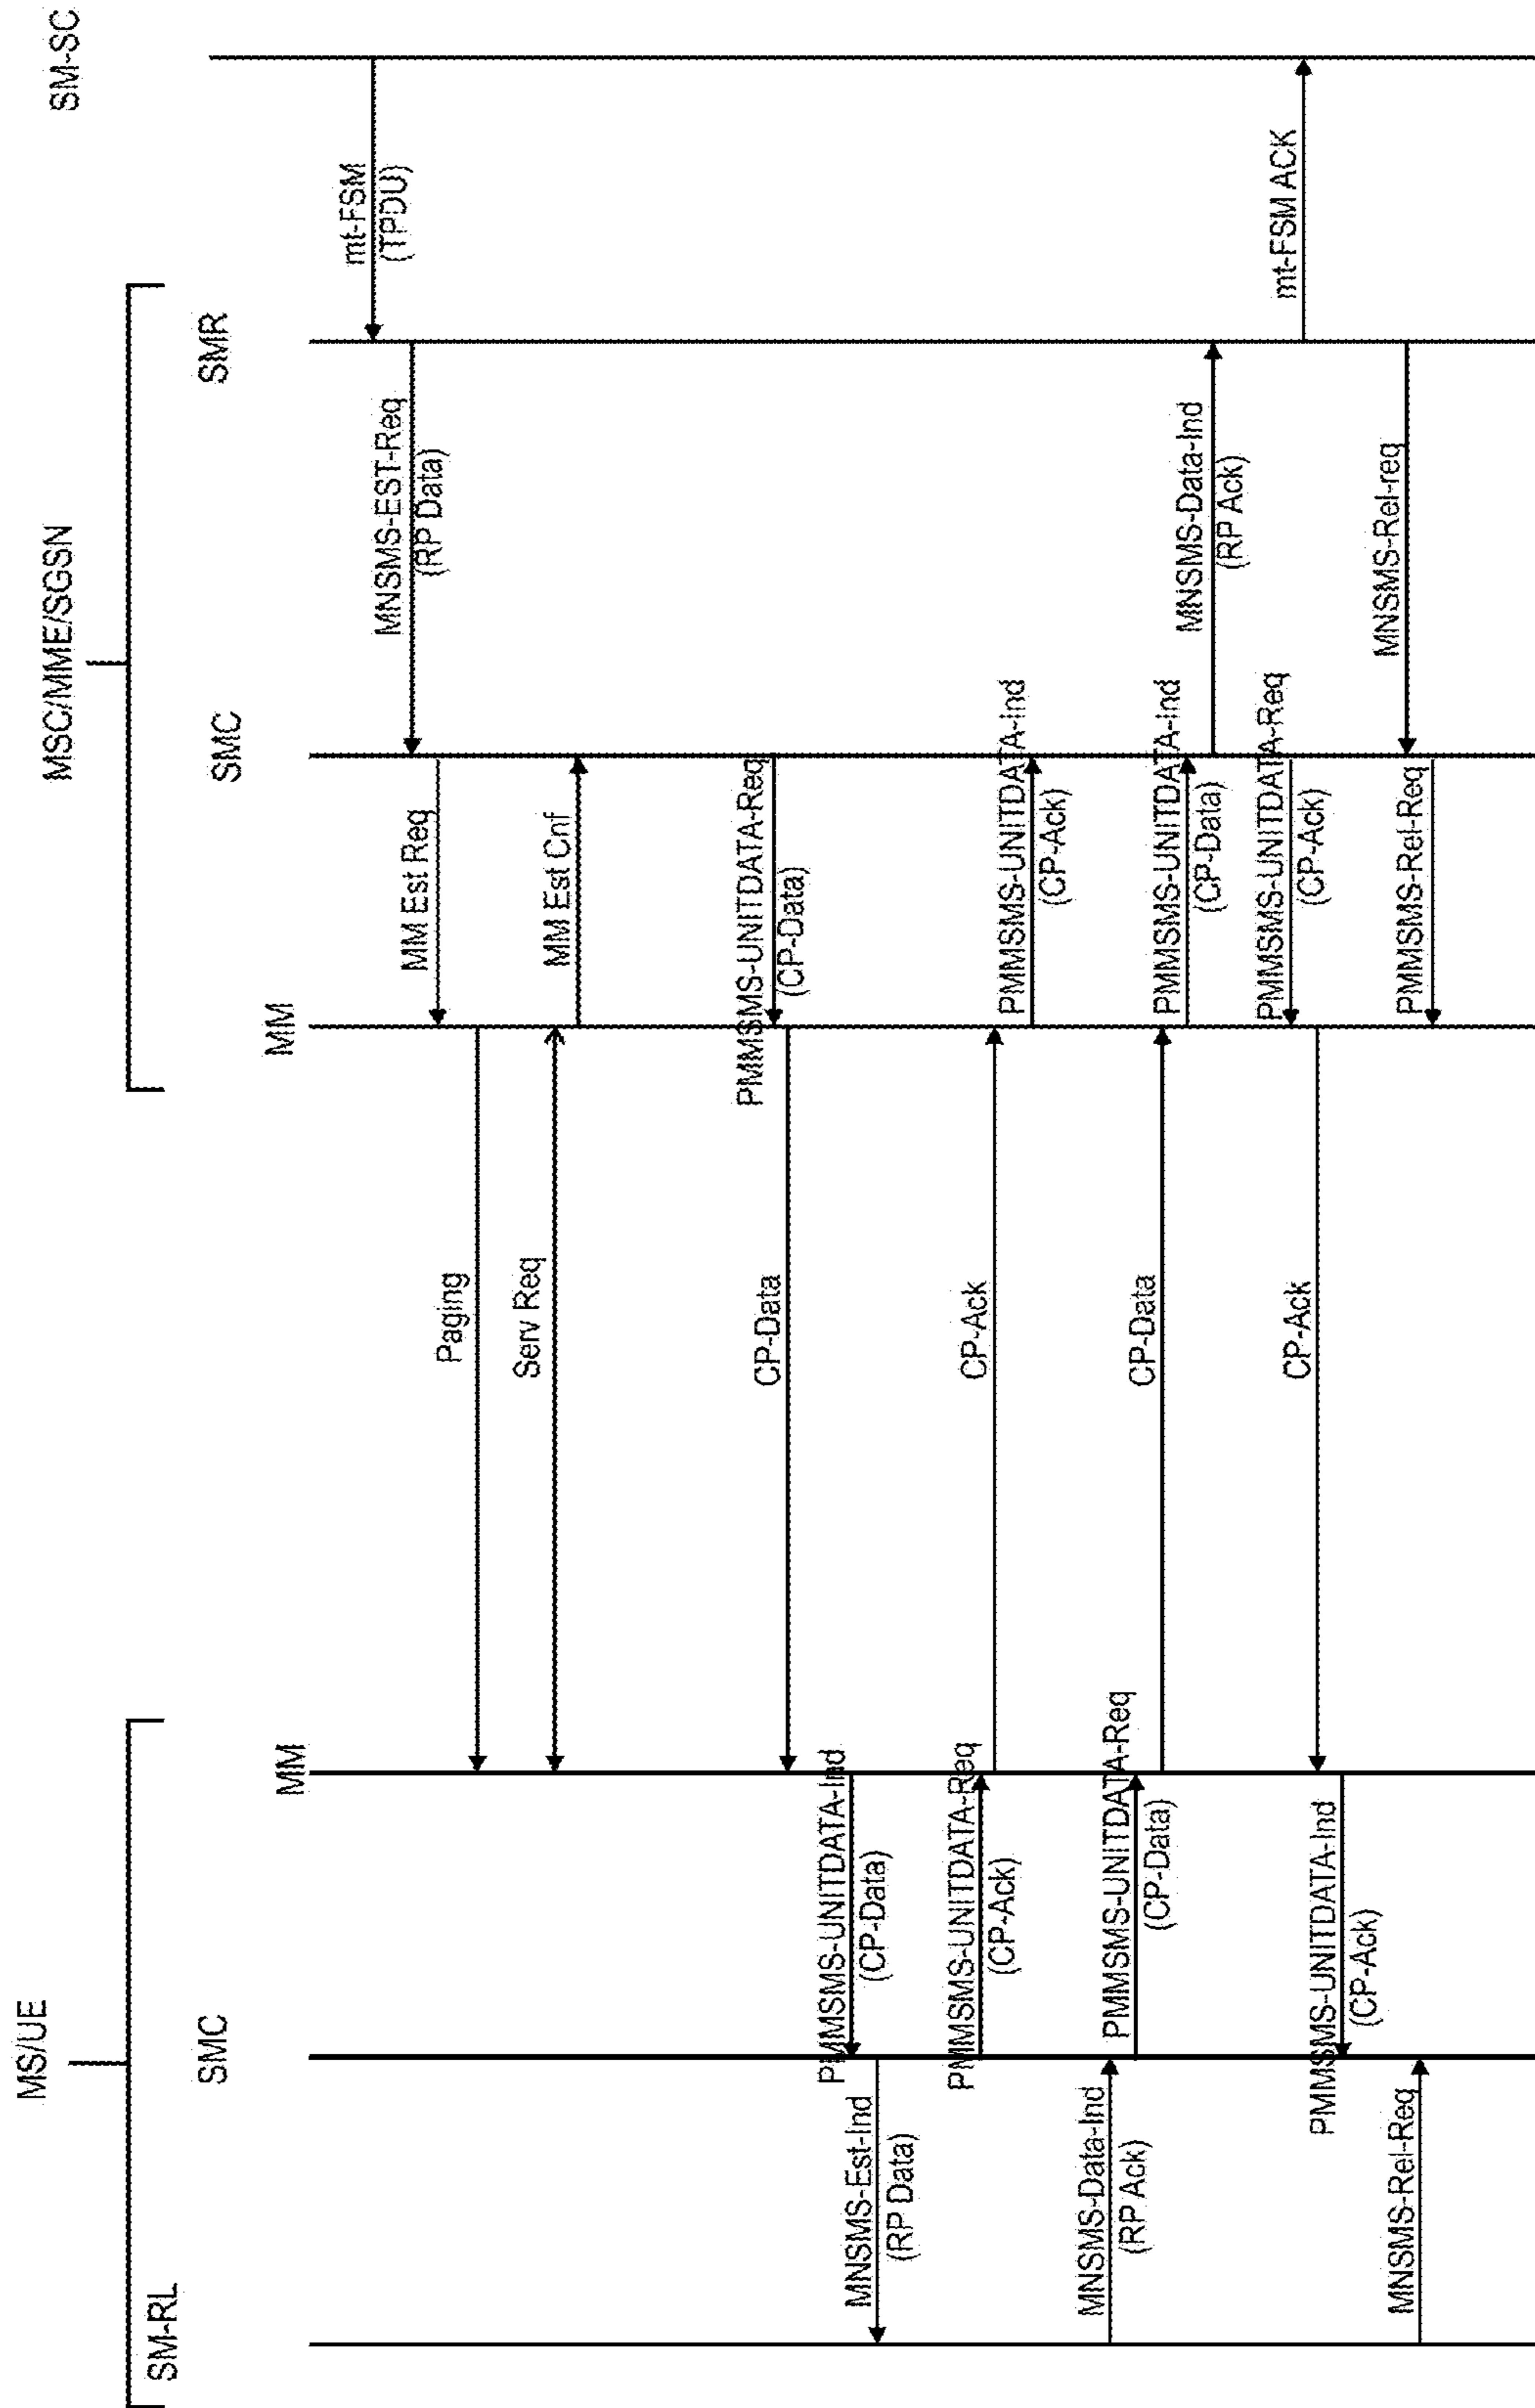 MS/UE
MSC/MME/SGSN
SM-SC
SM-RL
SMC
MM
MM
SMC
SMR
mt-FSM
(TPDU)
MNSMS-EST-Req
(RP Data)
MM Est Req
Paging
Serv Req
MM Est Cnf
PMMSMS-UNITDATA-Req
(CP-Data)
CP-Data
PMMSMS-UNITDATA-Ind
(CP-Data)
MNSMS-Est-Ind
(RP Data)
PMMSMS-UNITDATA-Req
(CP-Ack)
CP-Ack
PMMSMS-UNITDATA-Ind
(CP-Ack)
MNSMS-Data-Ind
(RP Ack)
PMMSMS-UNITDATA-Req
(CP-Data)
CP-Data
PMMSMS-UNITDATA-Ind
(CP-Data)
MNSMS-Data-Ind
(RP Ack)
mt-FSM ACK
PMMSMS-UNITDATA-Req
(CP-Ack)
CP-Ack
PMMSMS-UNITDATA-Ind
(CP-Ack)
MNSMS-Rel-req
PMMSMS-Rel-Req
MNSMS-Rel-Req